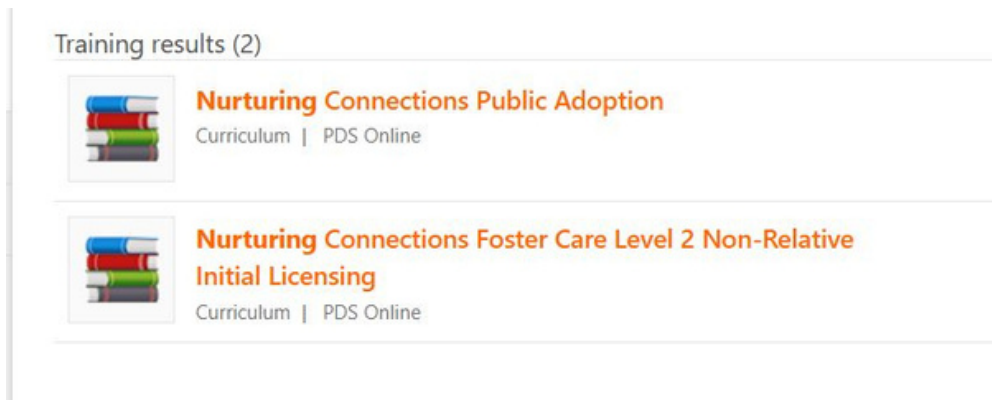 Training results (2)
Nurturing Connections Public Adoption
Curriculum | PDS Online
Nurturing Connections Foster Care Level 2 Non-Relative
Initial Licensing
Curriculum | PDS Online